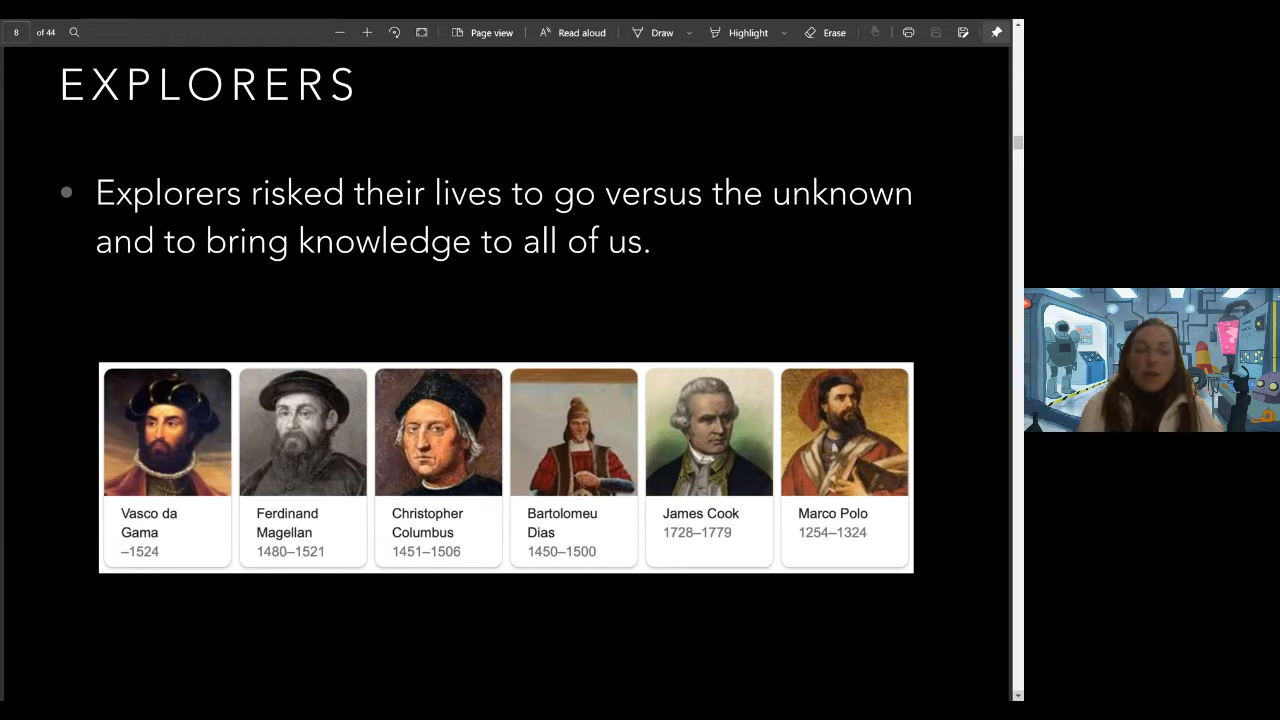 8 of 44
Page view
Read aloud
Draw
Highlight
Erase
EXPLORERS
• Explorers risked their lives to go versus the unknown
and to bring knowledge to all of us.
Vasco da
Gama
–1524
Ferdinand
Magellan
1480–1521
Christopher
Columbus
1451–1506
Bartolomeu
Dias
1450–1500
James Cook
1728–1779
Marco Polo
1254–1324